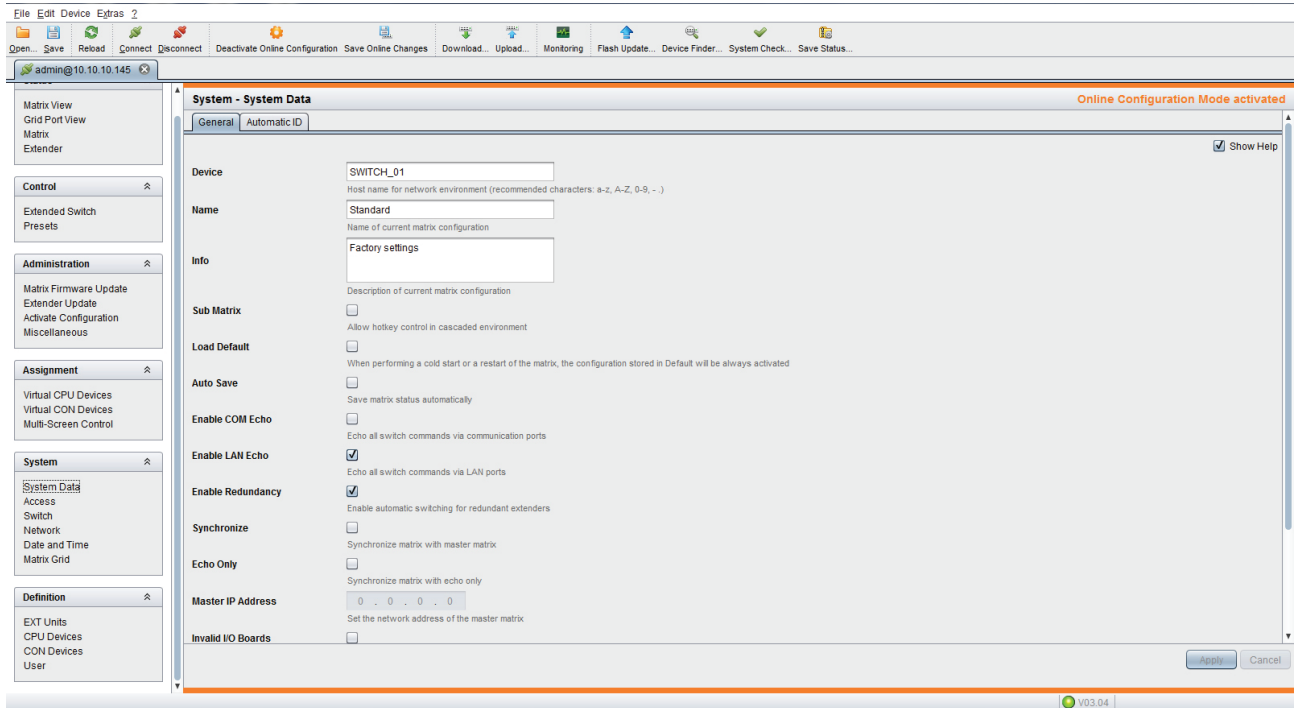 File Edit Device Extras ?
Open... Save Reload Connect Disconnect Deactivate Online Configuration Save Online Changes Download... Upload... Monitoring Flash Update... Device Finder... System Check... Save Status...
admin@10.10.10.145
Status
Matrix View
Grid Port View
Matrix
Extender
Control
Extended Switch
Presets
Administration
Matrix Firmware Update
Extender Update
Activate Configuration
Miscellaneous
Assignment
Virtual CPU Devices
Virtual CON Devices
Multi-Screen Control
System
System Data
Access
Switch
Network
Date and Time
Matrix Grid
Definition
EXT Units
CPU Devices
CON Devices
User
System - System Data Online Configuration Mode activated
General Automatic ID
Show Help
Device SWITCH_01
Host name for network environment (recommended characters: a-z, A-Z, 0-9, - .)
Name Standard
Name of current matrix configuration
Info Factory settings
Description of current matrix configuration
Sub Matrix
Allow hotkey control in cascaded environment
Load Default
When performing a cold start or a restart of the matrix, the configuration stored in Default will be always activated
Auto Save
Save matrix status automatically
Enable COM Echo
Echo all switch commands via communication ports
Enable LAN Echo
Echo all switch commands via LAN ports
Enable Redundancy
Enable automatic switching for redundant extenders
Synchronize
Synchronize matrix with master matrix
Echo Only
Synchronize matrix with echo only
Master IP Address 0 . 0 . 0 . 0
Set the network address of the master matrix
Invalid I/O Boards
Apply Cancel
V03.04